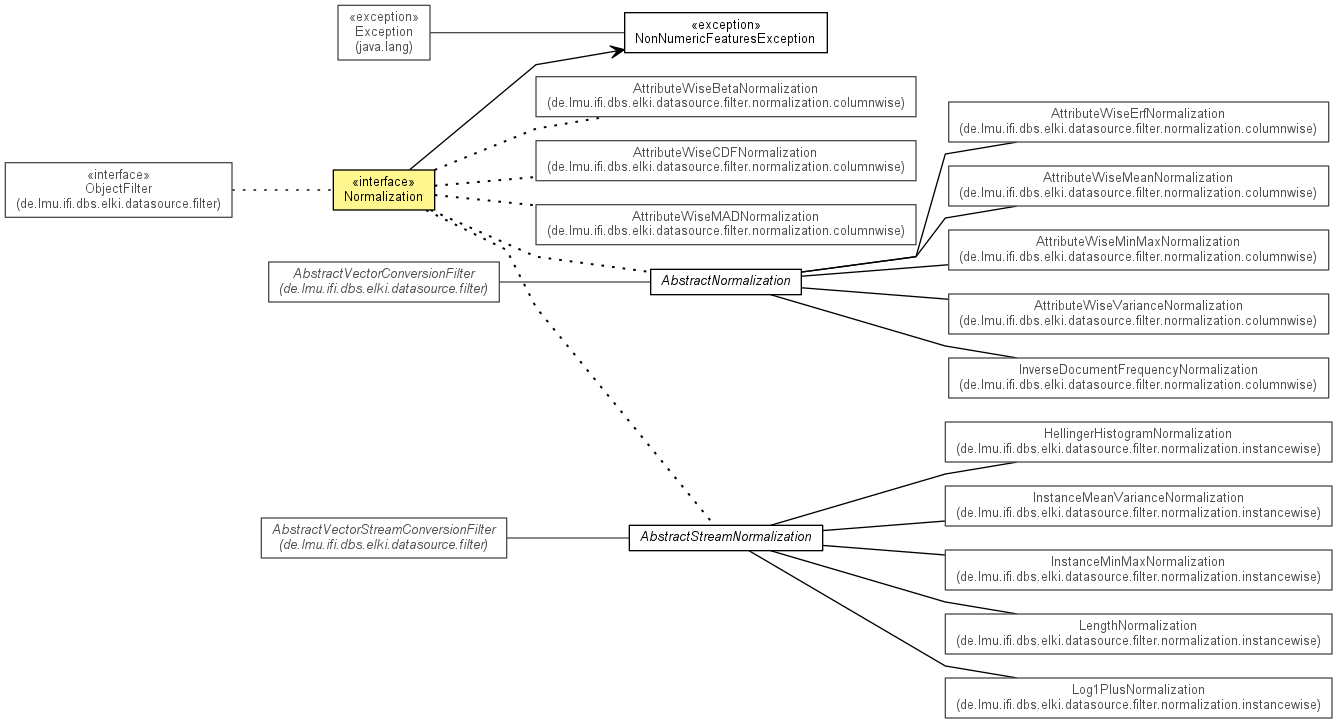 «exception»
Exception
(java.lang)
«exception»
NonNumericFeaturesException
AttributeWiseBetaNormalization
(de.lmu.ifi.dbs.elki.datasource.filter.normalization.columnwise)
AttributeWiseErfNormalization
(de.lmu.ifi.dbs.elki.datasource.filter.normalization.columnwise)
AttributeWiseCDFNormalization
(de.lmu.ifi.dbs.elki.datasource.filter.normalization.columnwise)
«interface»
ObjectFilter
(de.lmu.ifi.dbs.elki.datasource.filter)
«interface»
Normalization
AttributeWiseMeanNormalization
(de.lmu.ifi.dbs.elki.datasource.filter.normalization.columnwise)
AttributeWiseMADNormalization
(de.lmu.ifi.dbs.elki.datasource.filter.normalization.columnwise)
AttributeWiseMinMaxNormalization
(de.lmu.ifi.dbs.elki.datasource.filter.normalization.columnwise)
AbstractVectorConversionFilter
(de.lmu.ifi.dbs.elki.datasource.filter)
AbstractNormalization
AttributeWiseVarianceNormalization
(de.lmu.ifi.dbs.elki.datasource.filter.normalization.columnwise)
InverseDocumentFrequencyNormalization
(de.lmu.ifi.dbs.elki.datasource.filter.normalization.columnwise)
HellingerHistogramNormalization
(de.lmu.ifi.dbs.elki.datasource.filter.normalization.instancewise)
InstanceMeanVarianceNormalization
(de.lmu.ifi.dbs.elki.datasource.filter.normalization.instancewise)
AbstractVectorStreamConversionFilter
(de.lmu.ifi.dbs.elki.datasource.filter)
AbstractStreamNormalization
InstanceMinMaxNormalization
(de.lmu.ifi.dbs.elki.datasource.filter.normalization.instancewise)
LengthNormalization
(de.lmu.ifi.dbs.elki.datasource.filter.normalization.instancewise)
Log1PlusNormalization
(de.lmu.ifi.dbs.elki.datasource.filter.normalization.instancewise)